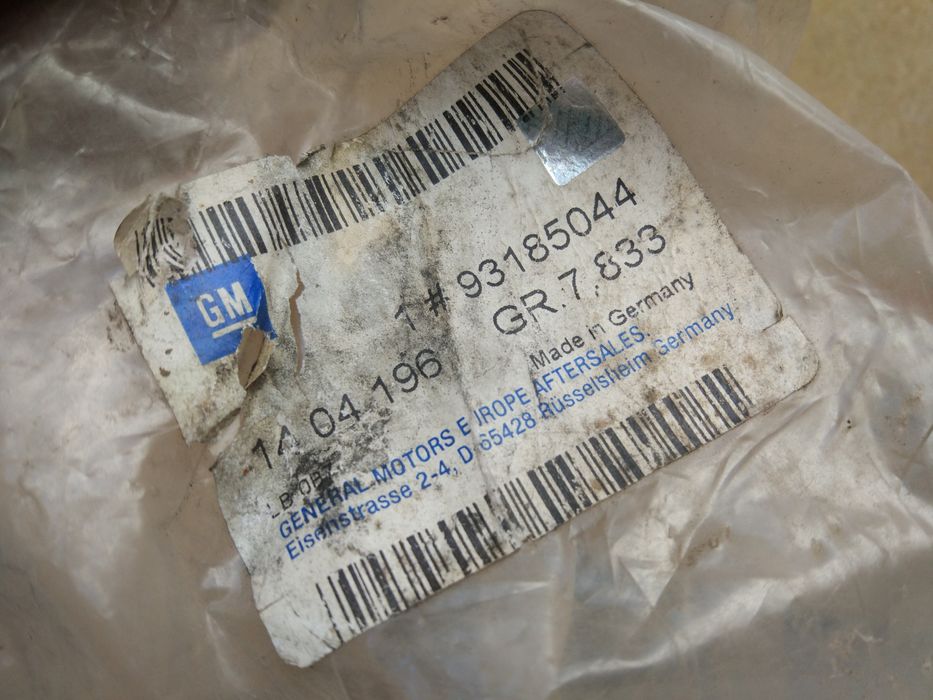 GM
1 # 93185044
14 04 196 GR.7,833
Made in Germany
GENERAL MOTORS E ROPE AFTERSALES.
Eisenstrasse 2-4, D-65428 Rüsselsheim Germany